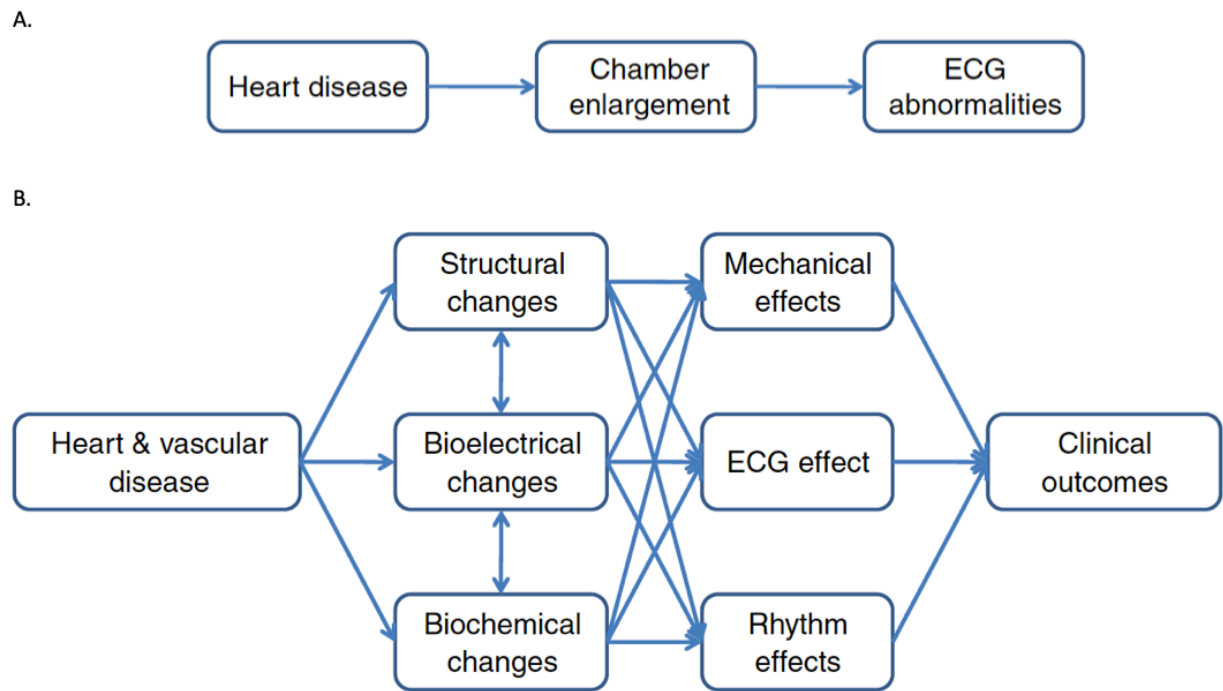 A.
Heart disease
Chamber
enlargement
ECG
abnormalities
B.
Structural
changes
Mechanical
effects
Heart & vascular
disease
Bioelectrical
changes
ECG effect
Clinical
outcomes
Biochemical
changes
Rhythm
effects